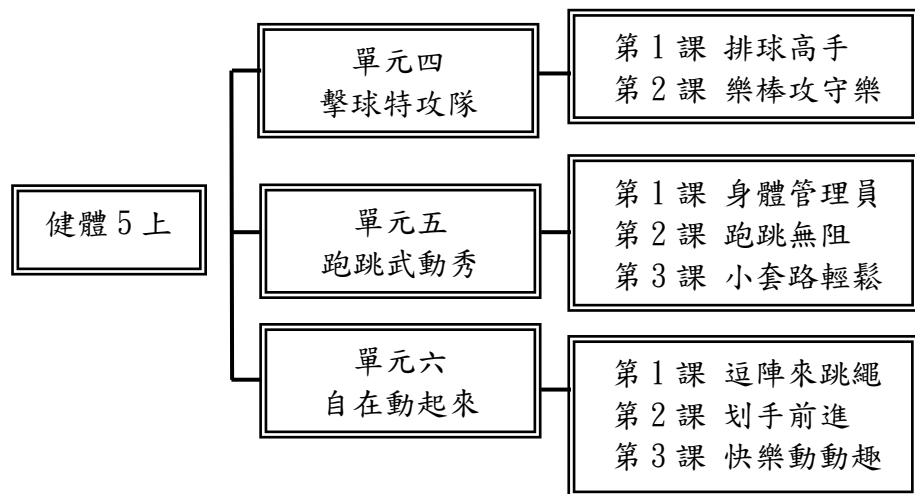 健體 5 上
單元四
擊球特攻隊
第 1 課 排球高手
第 2 課 樂棒攻守樂
單元五
跑跳武動秀
第 1 課 身體管理員
第 2 課 跑跳無阻
第 3 課 小套路輕鬆
單元六
自在動起來
第 1 課 逗陣來跳繩
第 2 課 划手前進
第 3 課 快樂動動趣